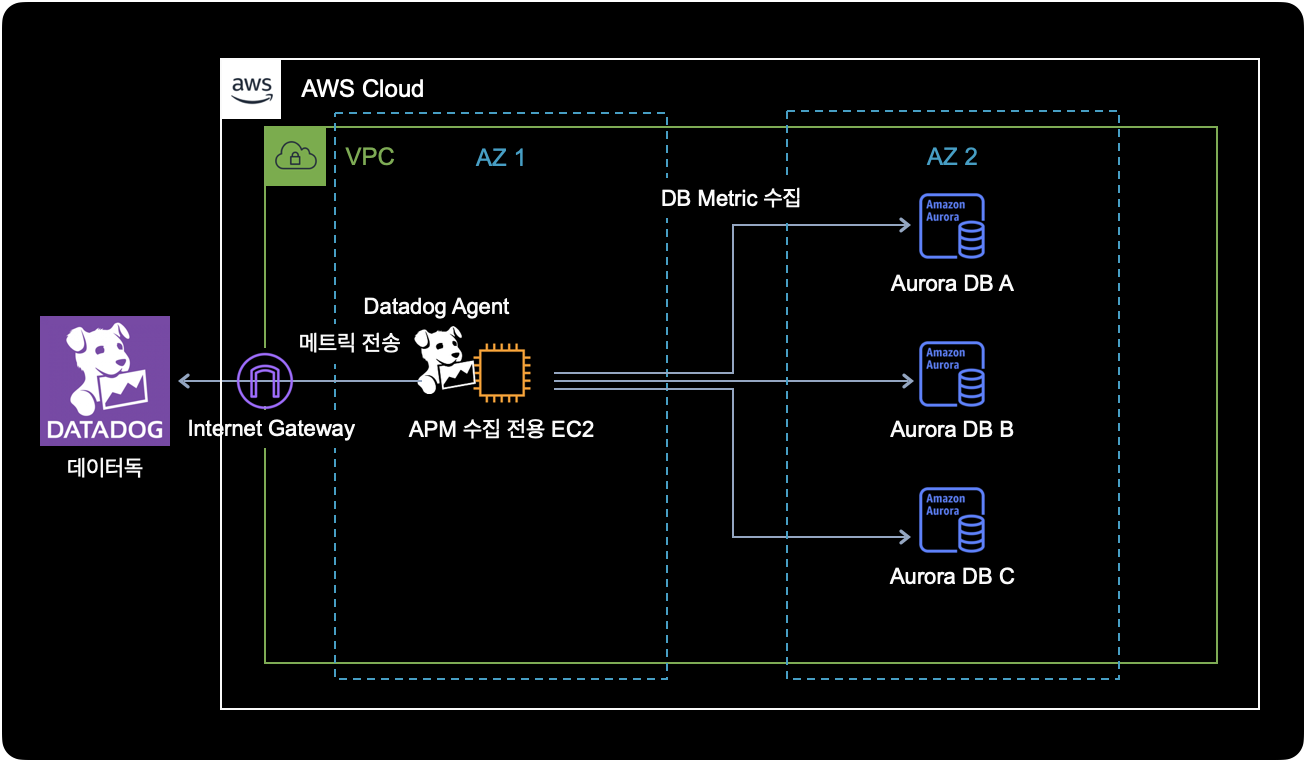 aws
AWS Cloud
VPC
AZ 1
AZ 2
DB Metric 수집
Amazon
Aurora
Aurora DB A
Datadog Agent
메트릭 전송
DATADOG
데이터독
Internet Gateway
APM 수집 전용 EC2
Amazon
Aurora
Aurora DB B
Amazon
Aurora
Aurora DB C